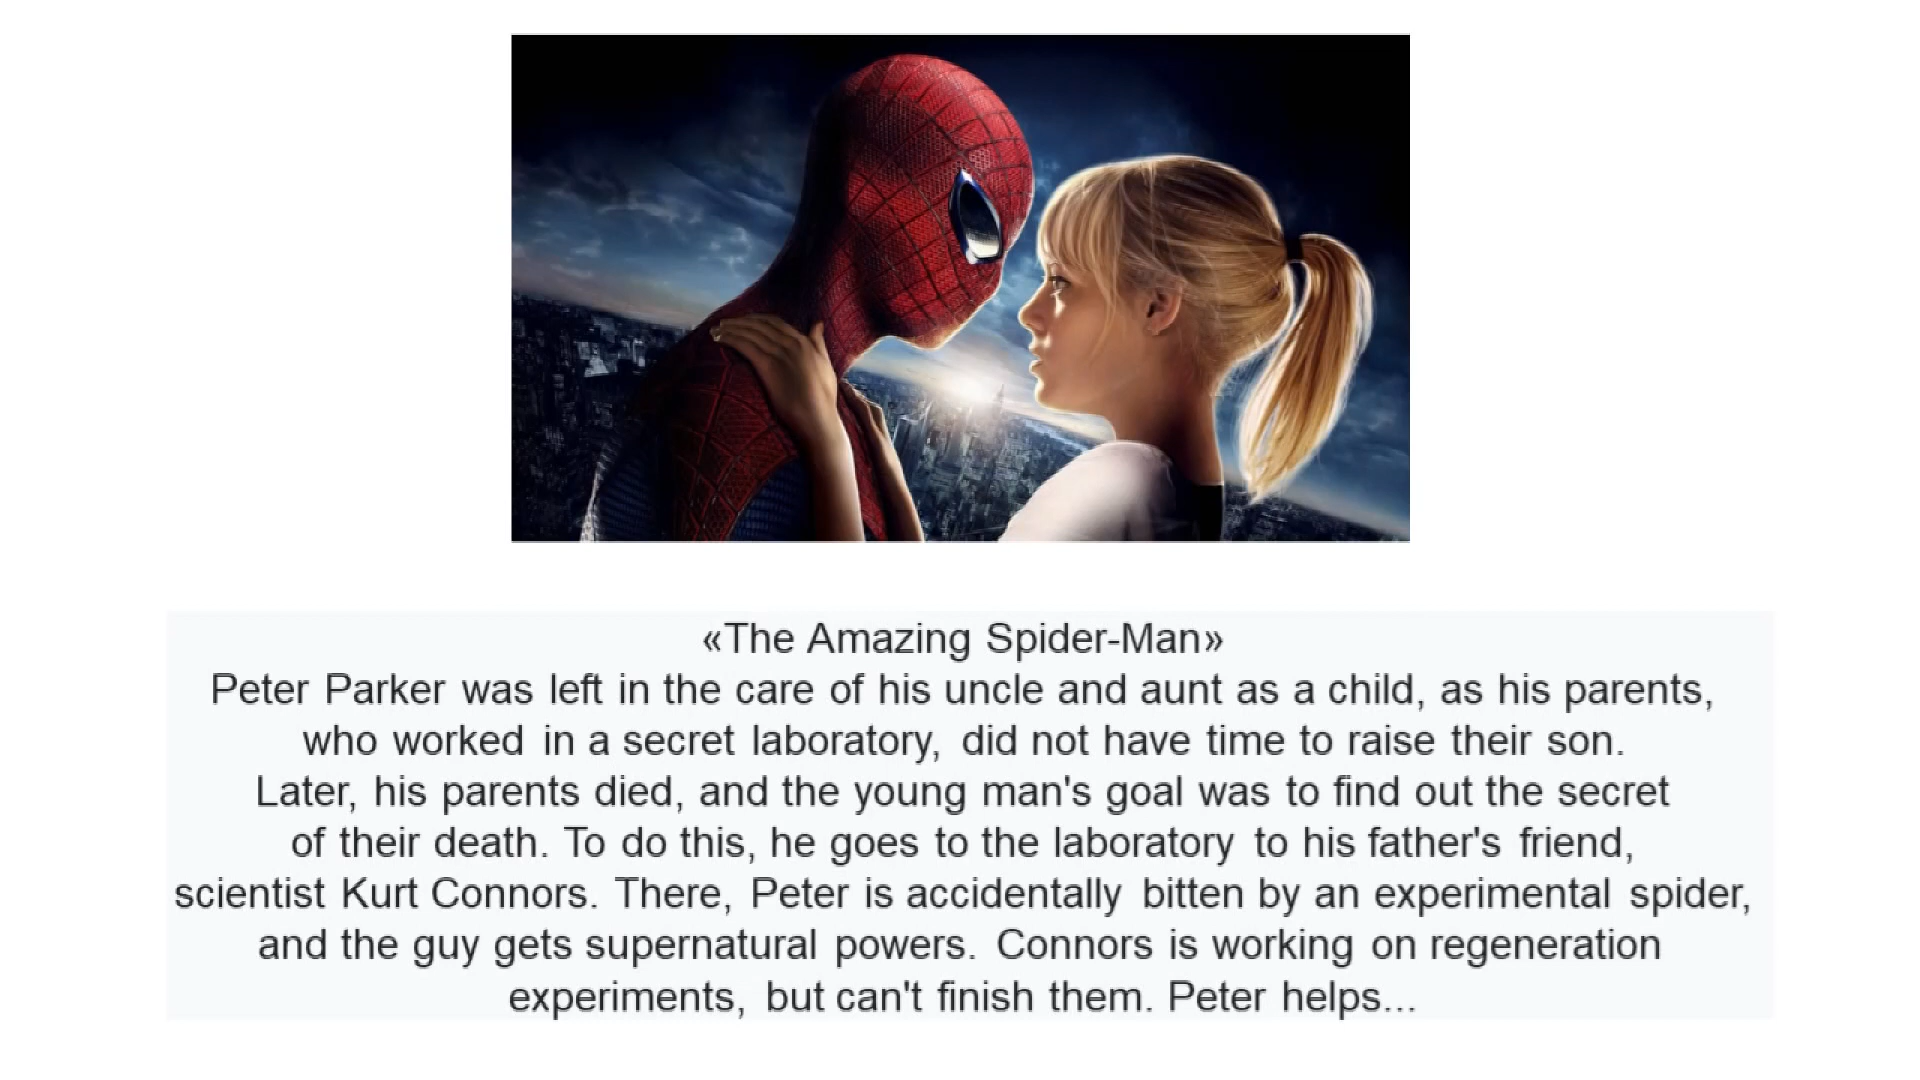 «The Amazing Spider-Man»
Peter Parker was left in the care of his uncle and aunt as a child, as his parents,
who worked in a secret laboratory, did not have time to raise their son.
Later, his parents died, and the young man's goal was to find out the secret
of their death. To do this, he goes to the laboratory to his father's friend,
scientist Kurt Connors. There, Peter is accidentally bitten by an experimental spider,
and the guy gets supernatural powers. Connors is working on regeneration
experiments, but can't finish them. Peter helps...